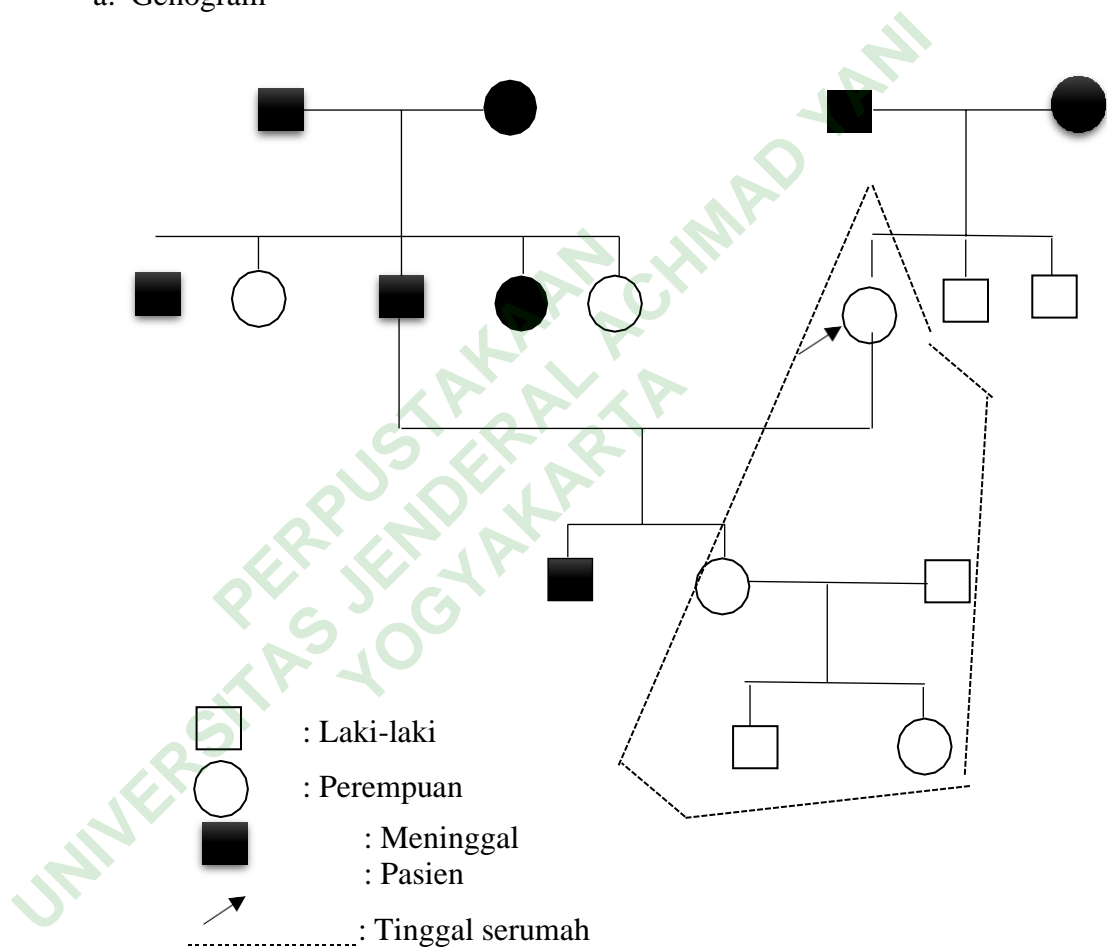 a. Genogram
PERPUSTAKAAN
UNIVERSITAS JENDERAL ACHMAD YANI
YOGYAKARTA
: Laki-laki
: Perempuan
: Meninggal
: Pasien
: Tinggal serumah